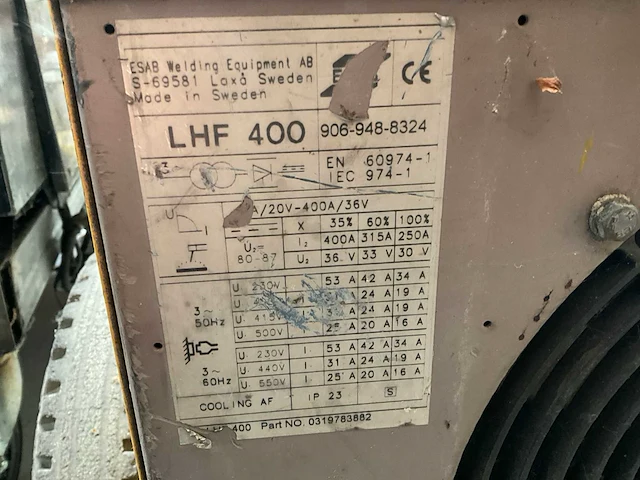 ESAB Welding Equipment AB
S-69581 Laxå Sweden
Made in Sweden
CE
LHF 400 906-948-8324
3
EN 60974-1
IEC 974-1
A/20V-400A/36V
U
I
X 35% 60% 100%
U₂=
80-87
I₂ 400A 315A 250A
U₂ 36 V 33 V 30 V
3~
50Hz
U 230V 53 A 42 A 34 A
U A 24 A 19 A
U 415V I A 24 A 19 A
U 500V I 25 A 20 A 16 A
3~
60Hz
U 230V I 53 A 42 A 34 A
U 440V I 31 A 24 A 19 A
U 550V I 25 A 20 A 16 A
COOLING AF IP 23 S
400 Part NO. 0319783882